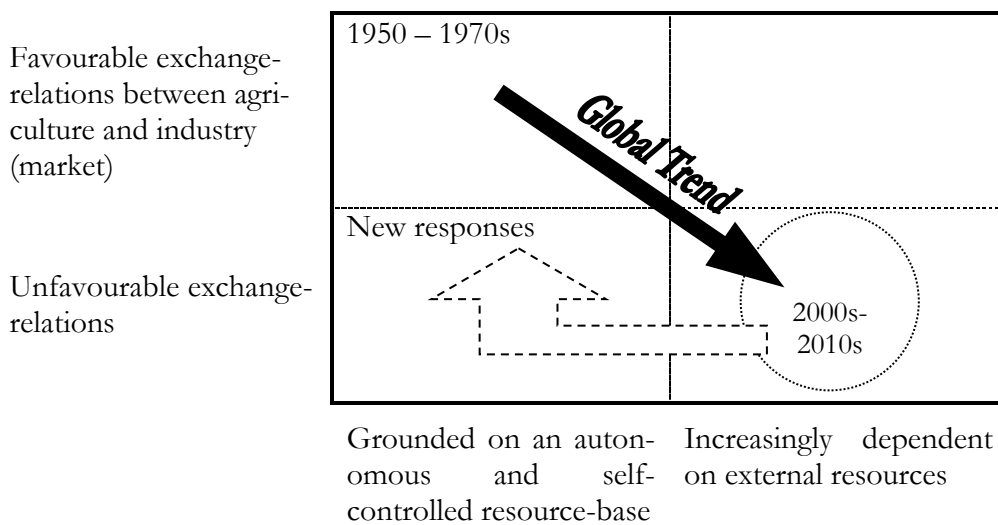 1950 – 1970s
Favourable exchange-
relations between agri-
culture and industry
(market)
Global Trend
New responses
Unfavourable exchange-
relations
2000s-
2010s
Grounded on an auton-
omous and self-
controlled resource-base
Increasingly dependent
on external resources